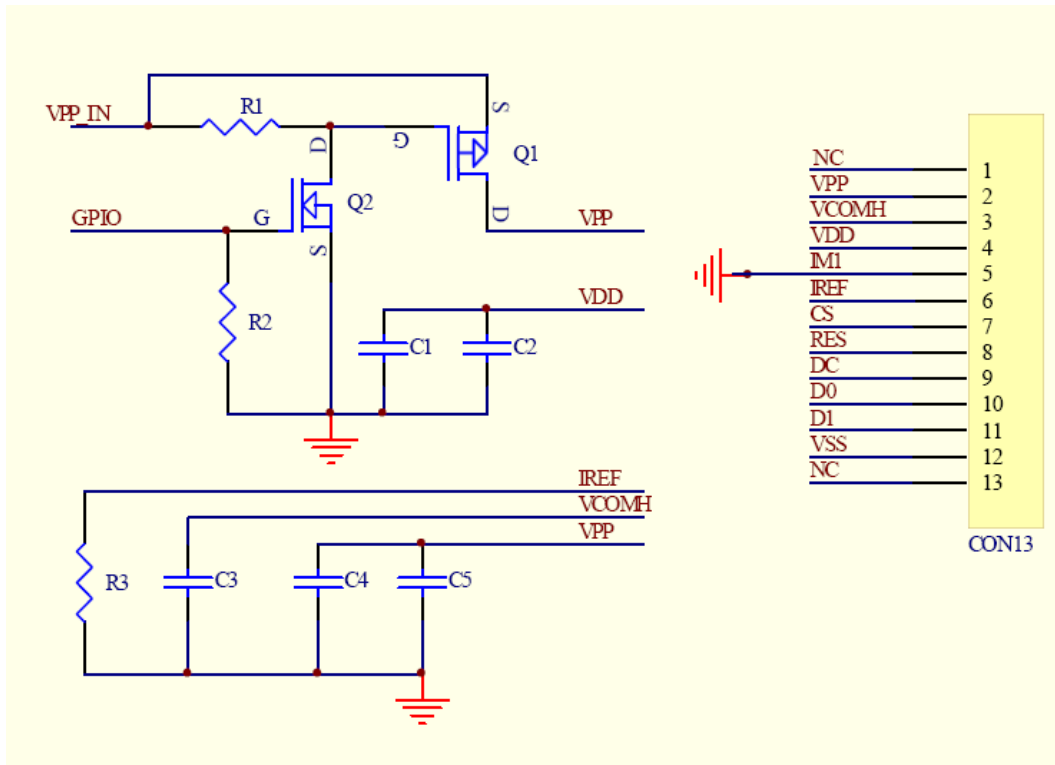 VPP_IN
R1
D
G
S
Q1
D
VPP
GPIO
G
Q2
S
R2
VDD
C1
C2
IREF
VCOMH
VPP
R3
C3
C4
C5
NC 1
VPP 2
VCOMH 3
VDD 4
IM1 5
IREF 6
CS 7
RES 8
DC 9
D0 10
D1 11
VSS 12
NC 13
CON13